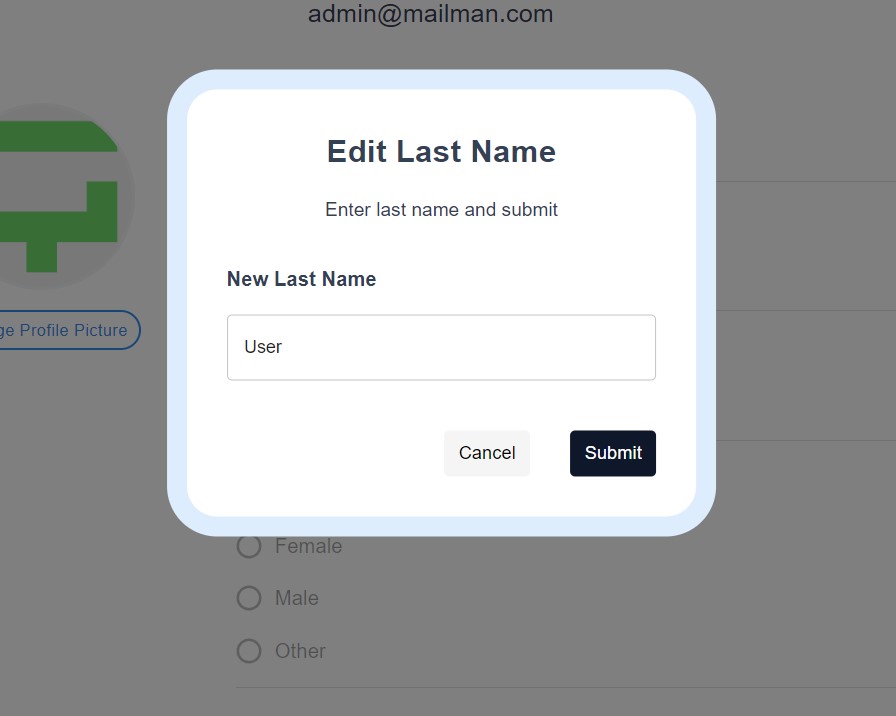 admin@mailman.com
Edit Last Name
Enter last name and submit
New Last Name
User
Profile Picture
Cancel Submit
Female
Male
Other